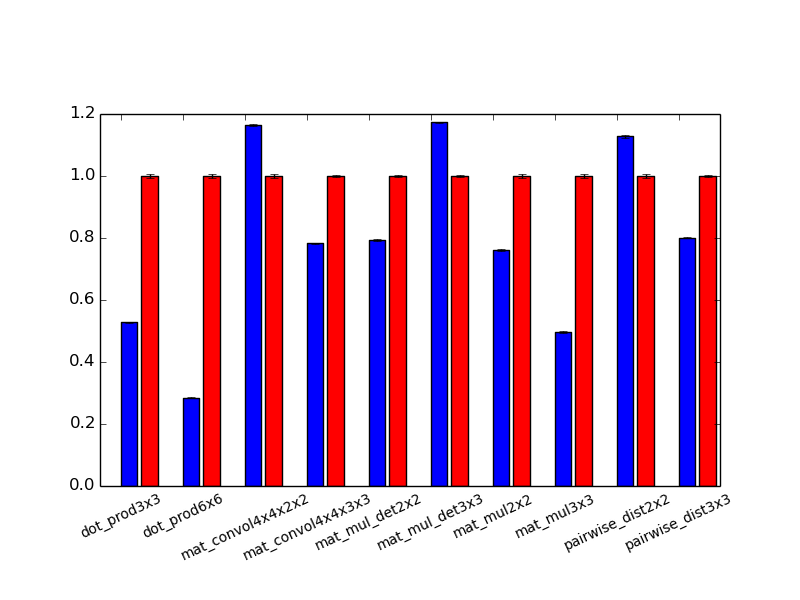 1.2
1.0
0.8
0.6
0.4
0.2
0.0
dot_prod3x3
dot_prod6x6
mat_convol4x4x2x2
mat_convol4x4x3x3
mat_mul_det2x2
mat_mul_det3x3
mat_mul2x2
mat_mul3x3
pairwise_dist2x2
pairwise_dist3x3